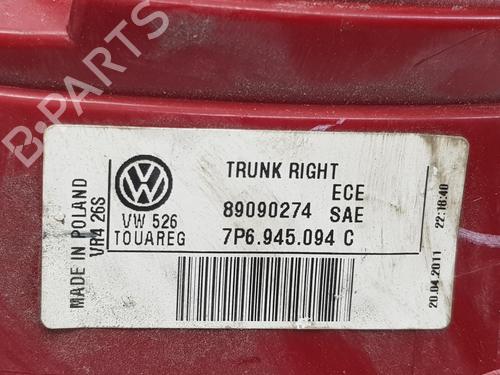 B-PARTS
MADE IN POLAND
VR4 26S
VW
VW 526
TOUAREG
TRUNK RIGHT
ECE
89090274 SAE
7P6.945.094 C
20.04.2011 22:18:40